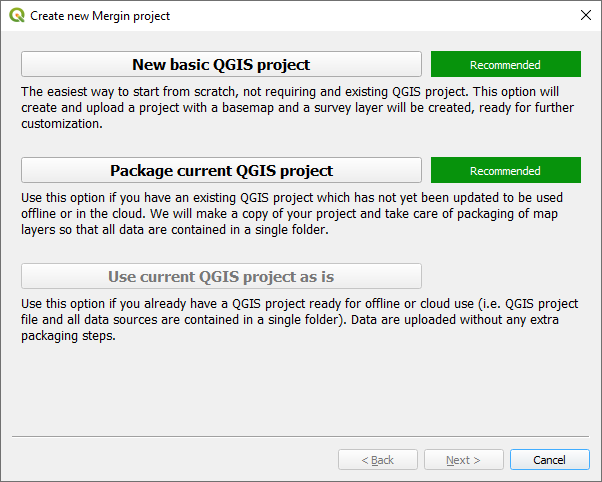 Create new Mergin project
New basic QGIS project
Recommended
The easiest way to start from scratch, not requiring and existing QGIS project. This option will
create and upload a project with a basemap and a survey layer will be created, ready for further
customization.
Package current QGIS project
Recommended
Use this option if you have an existing QGIS project which has not yet been updated to be used
offline or in the cloud. We will make a copy of your project and take care of packaging of map
layers so that all data are contained in a single folder.
Use current QGIS project as is
Use this option if you already have a QGIS project ready for offline or cloud use (i.e. QGIS project
file and all data sources are contained in a single folder). Data are uploaded without any extra
packaging steps.
< Back
Next >
Cancel